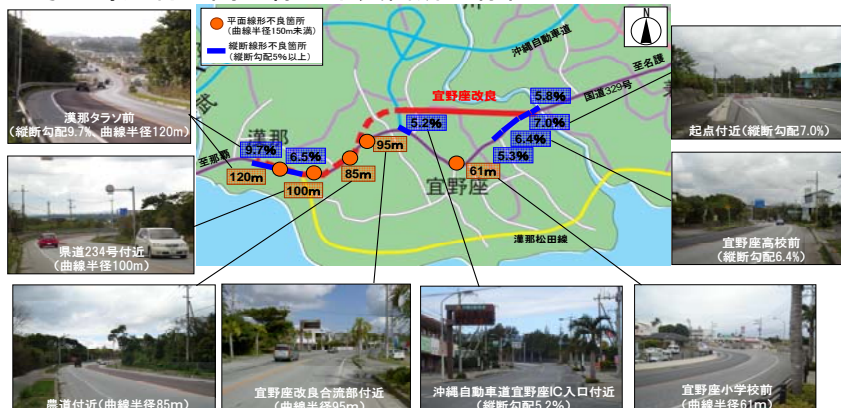 平面線形不良箇所
(曲線半径150m未満)
縦断線形不良箇所
(縦断勾配5%以上)
N
沖縄自動車道
至名護
国道329号
宜野座改良
5.8%
7.0%
6.4%
5.3%
5.2%
95m
85m
61m
宜野座
漢那
9.7%
6.5%
至那覇
120m
100m
漢那松田線
漢那タラソ前
(縦断勾配9.7%、曲線半径120m)
県道234号付近
(曲線半径100m)
起点付近(縦断勾配7.0%)
宜野座高校前
(縦断勾配6.4%)
農道付近(曲線半径85m)
宜野座改良合流部付近
(曲線半径95m)
沖縄自動車道宜野座IC入口付近
(縦断勾配5.2%)
宜野座小学校前
(曲線半径61m)